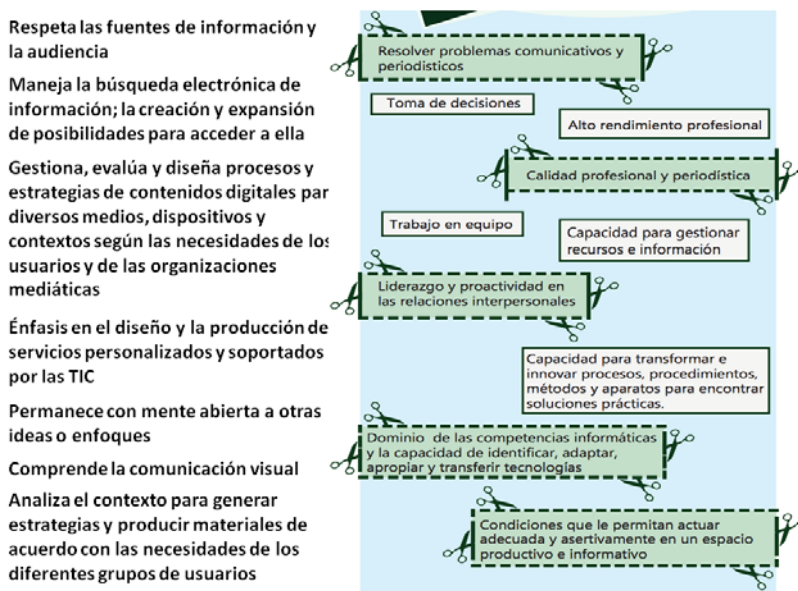 Respeta las fuentes de información y
la audiencia
Maneja la búsqueda electrónica de
información; la creación y expansión
de posibilidades para acceder a ella
Gestiona, evalúa y diseña procesos y
estrategias de contenidos digitales par
diversos medios, dispositivos y
contextos según las necesidades de los
usuarios y de las organizaciones
mediáticas
Énfasis en el diseño y la producción de
servicios personalizados y soportados
por las TIC
Permanece con mente abierta a otras
ideas o enfoques
Comprende la comunicación visual
Analiza el contexto para generar
estrategias y producir materiales de
acuerdo con las necesidades de los
diferentes grupos de usuarios
Resolver problemas comunicativos y
periodísticos
Toma de decisiones
Alto rendimiento profesional
Calidad profesional y periodística
Trabajo en equipo
Capacidad para gestionar
recursos e información
Liderazgo y proactividad en
las relaciones interpersonales
Capacidad para transformar e
innovar procesos, procedimientos,
métodos y aparatos para encontrar
soluciones prácticas.
Dominio de las competencias informáticas
y la capacidad de identificar, adaptar,
apropiar y transferir tecnologías
Condiciones que le permitan actuar
adecuada y asertivamente en un espacio
productivo e informativo